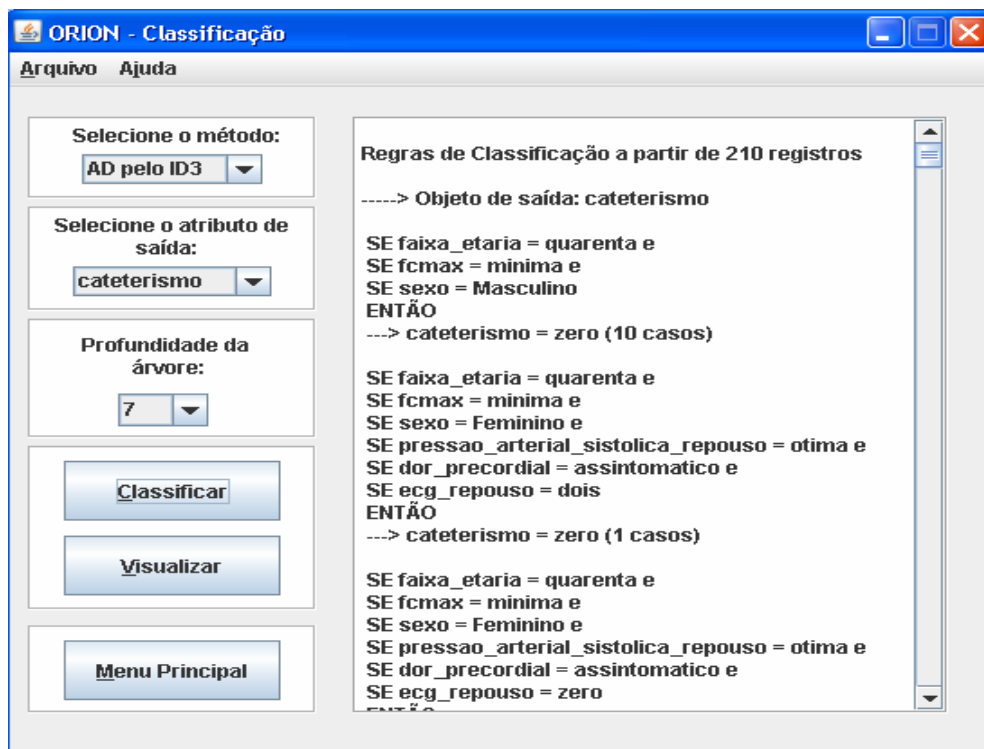 ORION - Classificação
Arquivo Ajuda
Selecione o método:
AD pelo ID3
Selecione o atributo de
saída:
cateterismo
Profundidade da
árvore:
7
Classificar
Visualizar
Menu Principal
Regras de Classificação a partir de 210 registros
-----> Objeto de saída: cateterismo
SE faixa_etaria = quarenta e
SE fcmax = minima e
SE sexo = Masculino
ENTÃO
---> cateterismo = zero (10 casos)
SE faixa_etaria = quarenta e
SE fcmax = minima e
SE sexo = Feminino e
SE pressao_arterial_sistolica_repouso = otima e
SE dor_precordial = assintomatico e
SE ecg_repouso = dois
ENTÃO
---> cateterismo = zero (1 casos)
SE faixa_etaria = quarenta e
SE fcmax = minima e
SE sexo = Feminino e
SE pressao_arterial_sistolica_repouso = otima e
SE dor_precordial = assintomatico e
SE ecg_repouso = zero
ENTÃO